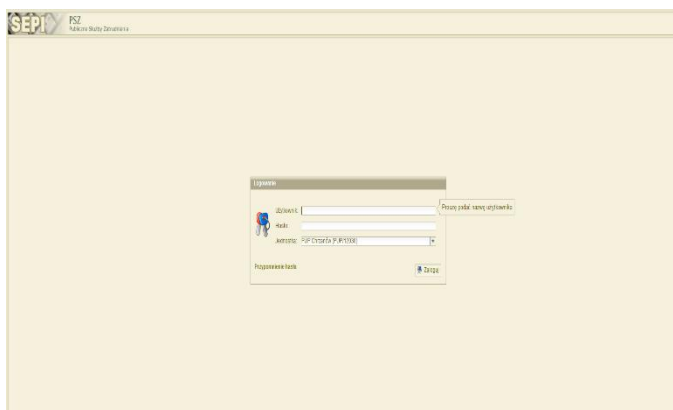 SEPI
PSZ
Publiczne Służby Zatrudnienia
Logowanie
Użytkownik:
Proszę podać nazwę użytkownika
Hasło:
Jednostka:
Przypomnienie hasła
Zaloguj